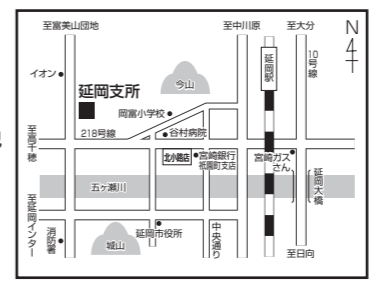 至富美山団地
至中川原
至大分
N
4
イオン
延岡支所
今山
延岡駅
10号線
岡富小学校
至高千穂
218号線
谷村病院
北小路店
宮崎銀行
祇園町支店
宮崎ガス
さん
五ヶ瀬川
延岡大橋
至延岡インター
消防署
城山
延岡市役所
中央通り
至日向